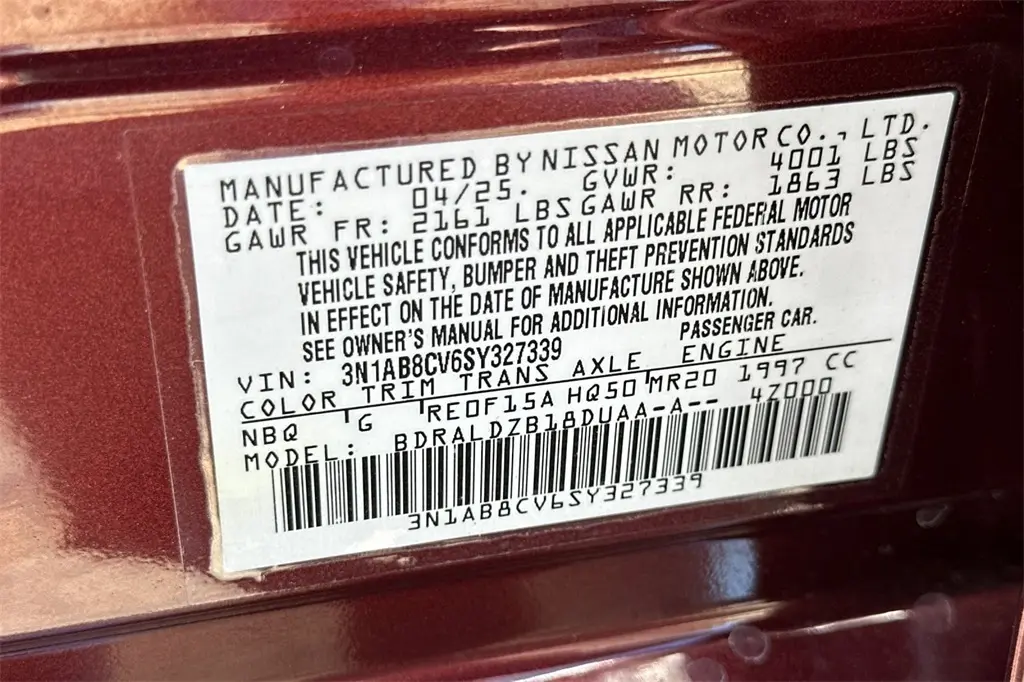 MANUFACTURED BY NISSAN MOTOR CO., LTD.
DATE: 04/25. GVWR: 4001 LBS
GAWR FR: 2161 LBS GAWR RR: 1863 LBS
THIS VEHICLE CONFORMS TO ALL APPLICABLE FEDERAL MOTOR
VEHICLE SAFETY, BUMPER AND THEFT PREVENTION STANDARDS
IN EFFECT ON THE DATE OF MANUFACTURE SHOWN ABOVE.
SEE OWNER'S MANUAL FOR ADDITIONAL INFORMATION.
VIN: 3N1AB8CV6SY327339 PASSENGER CAR.
COLOR TRIM TRANS AXLE ENGINE
NBQ G RE0F15A HQ50 MR20 1997 CC
MODEL: BDRALDZB18DUAA-A-- 4Z000
3N1AB8CV6SY327339